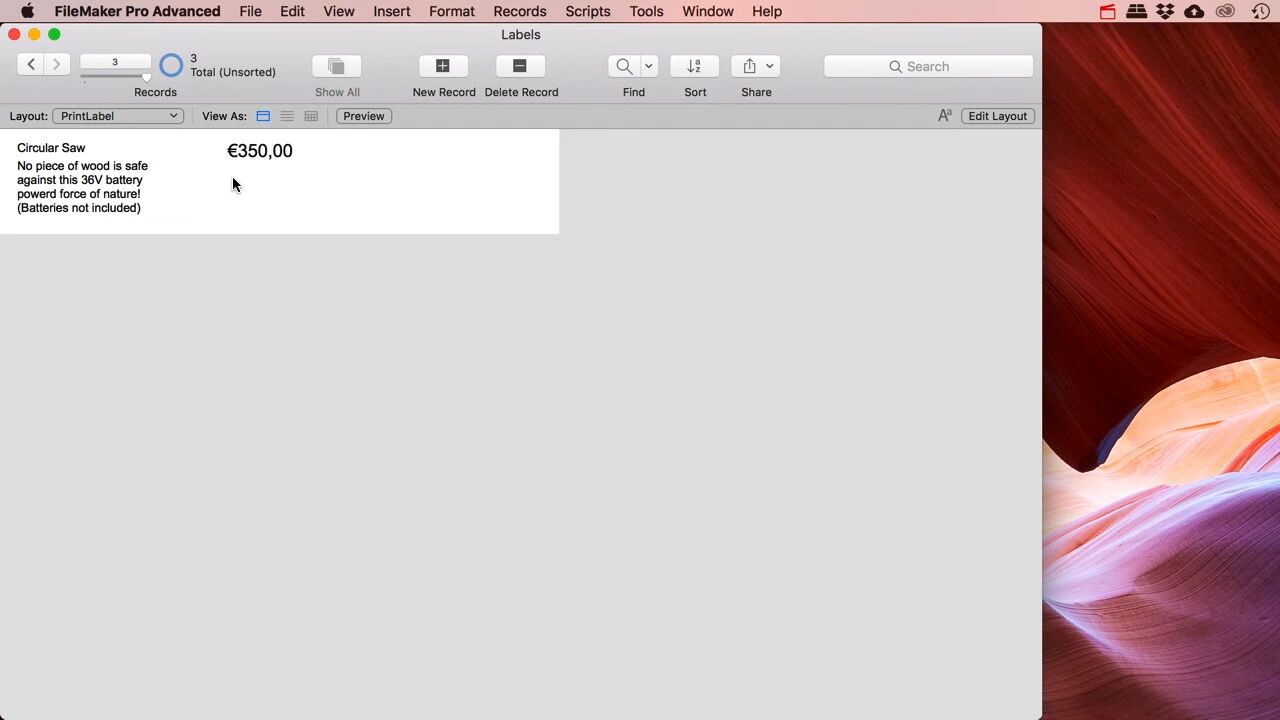 FileMaker Pro Advanced File Edit View Insert Format Records Scripts Tools Window Help
Labels
3
3
Total (Unsorted)
Records
Show All
New Record
Delete Record
Find
Sort
Share
Search
Layout: PrintLabel View As: Preview Aa Edit Layout
Circular Saw
€350,00
No piece of wood is safe
against this 36V battery
powerd force of nature!
(Batteries not included)